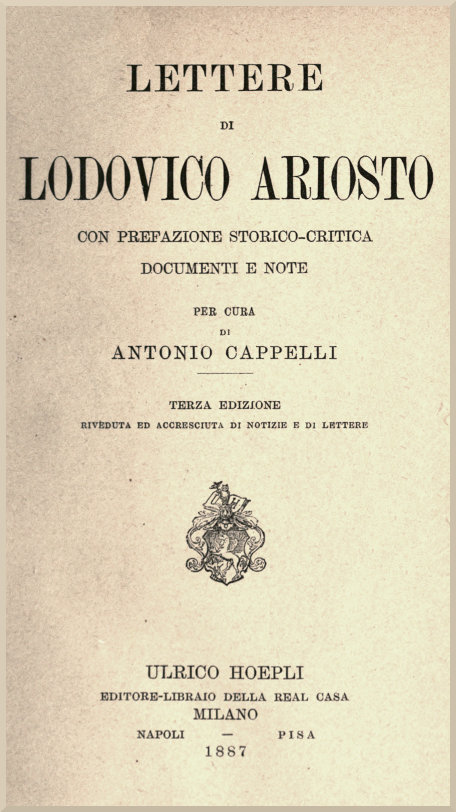 LETTERE
DI
LODOVICO ARIOSTO
CON PREFAZIONE STORICO-CRITICA
DOCUMENTI E NOTE
PER CURA
DI
ANTONIO CAPPELLI
TERZA EDIZIONE
RIVEDUTA ED ACCRESCIUTA DI NOTIZIE E DI LETTERE
ULRICO HOEPLI
EDITORE-LIBRAIO DELLA REAL CASA
MILANO
NAPOLI — PISA
1887